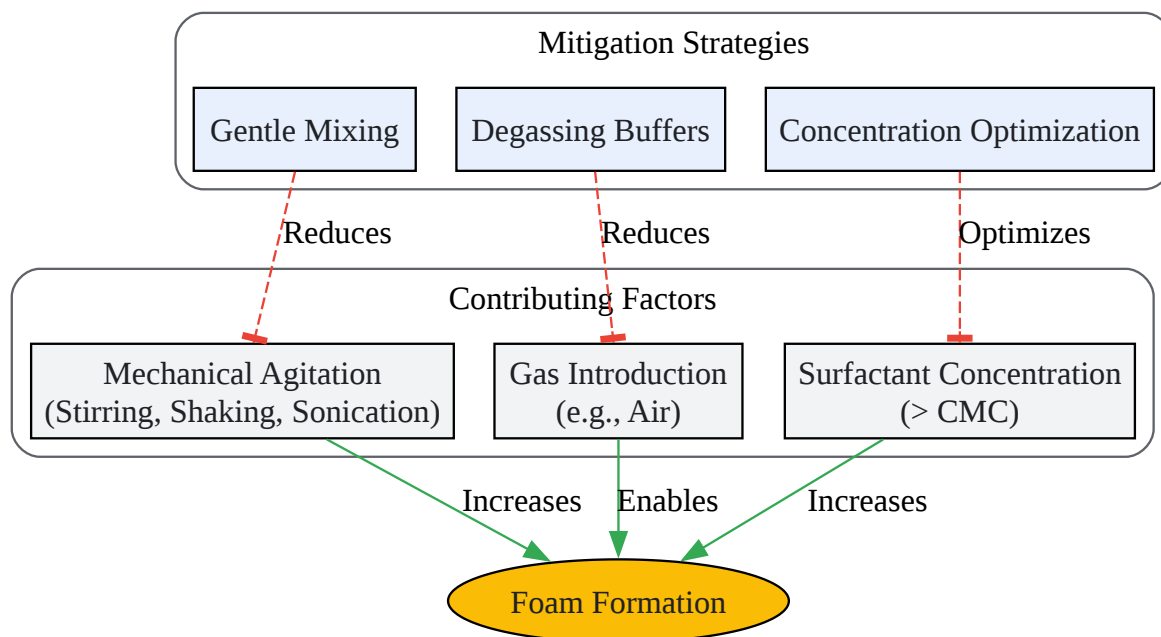 Mitigation Strategies
Gentle Mixing
Degassing Buffers
Concentration Optimization
Reduces
Reduces
Optimizes
Contributing Factors
Mechanical Agitation
(Stirring, Shaking, Sonication)
Gas Introduction
(e.g., Air)
Surfactant Concentration
(> CMC)
Increases
Enables
Increases
Foam Formation